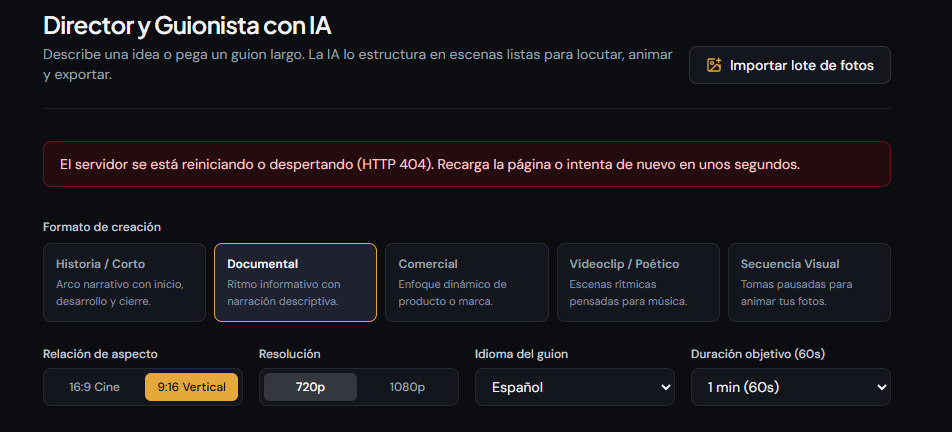 Director y Guionista con IA
Describe una idea o pega un guion largo. La IA lo estructura en escenas listas para locutar, animar
y exportar.
Importar lote de fotos
El servidor se está reiniciando o despertando (HTTP 404). Recarga la página o intenta de nuevo en unos segundos.
Formato de creación
Historia / Corto
Arco narrativo con inicio,
desarrollo y cierre.
Documental
Ritmo informativo con
narración descriptiva.
Comercial
Enfoque dinámico de
producto o marca.
Videoclip / Poético
Escenas rítmicas
pensadas para música.
Secuencia Visual
Tomas pausadas para
animar tus fotos.
Relación de aspecto
16:9 Cine
9:16 Vertical
Resolución
720p
1080p
Idioma del guion
Español
Duración objetivo (60s)
1 min (60s)